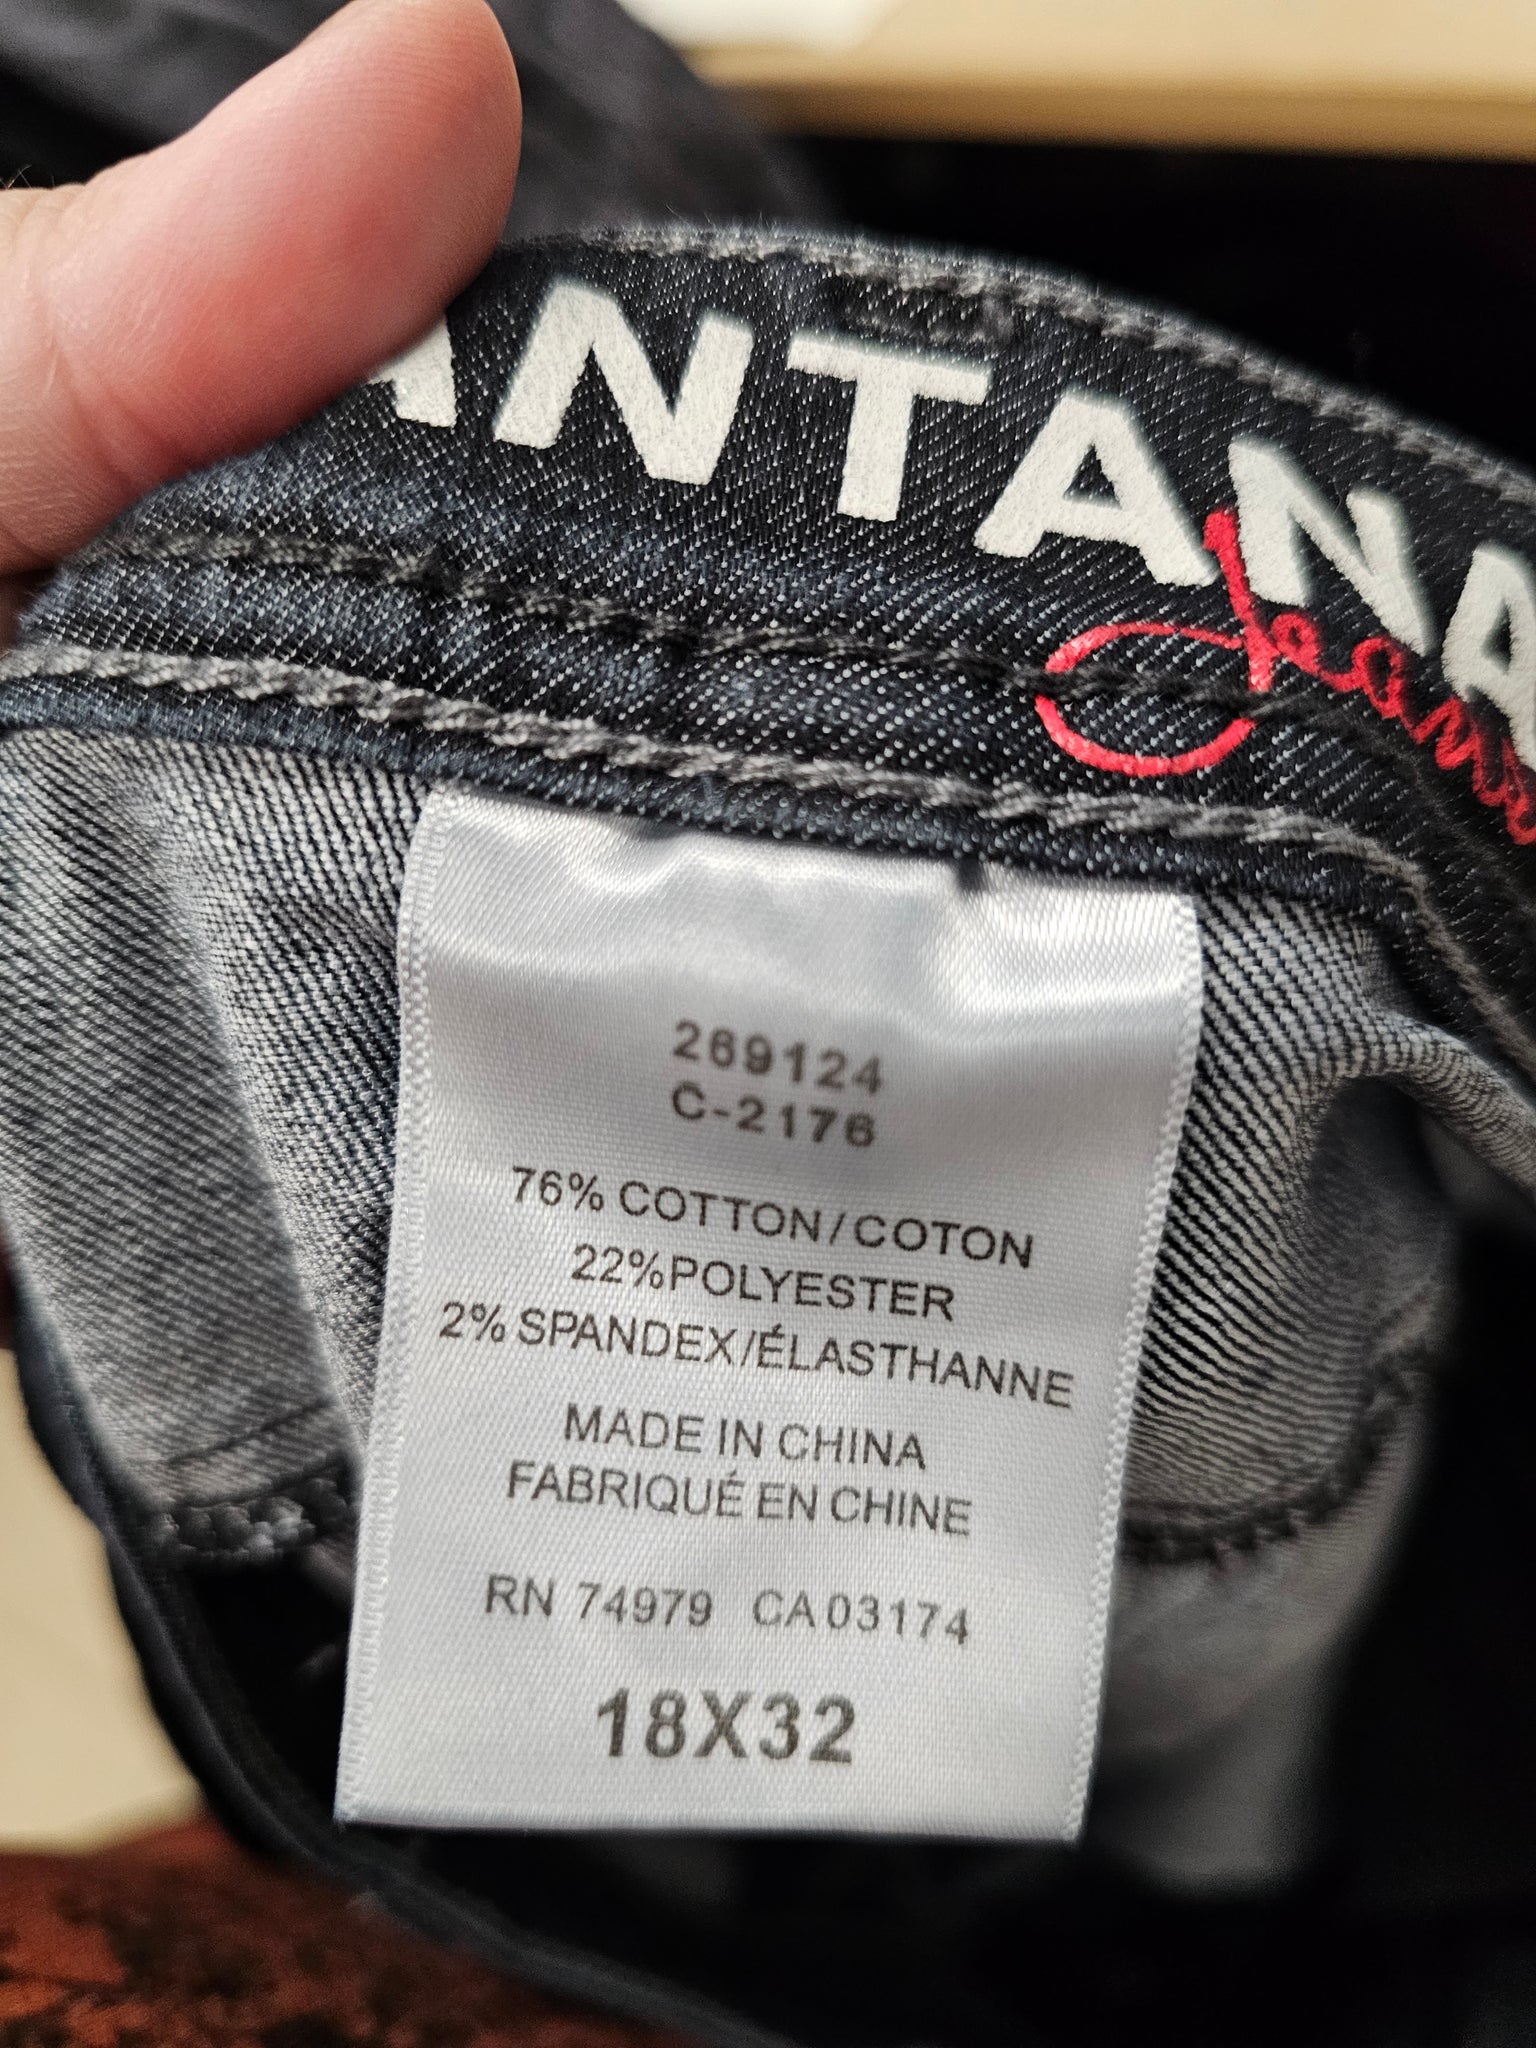 ANTANA
Jeans
269124
C-2176
76% COTTON/COTON
22%POLYESTER
2% SPANDEX/ÉLASTHANNE
MADE IN CHINA
FABRIQUÉ EN CHINE
RN 74979 CA 03174
18X32